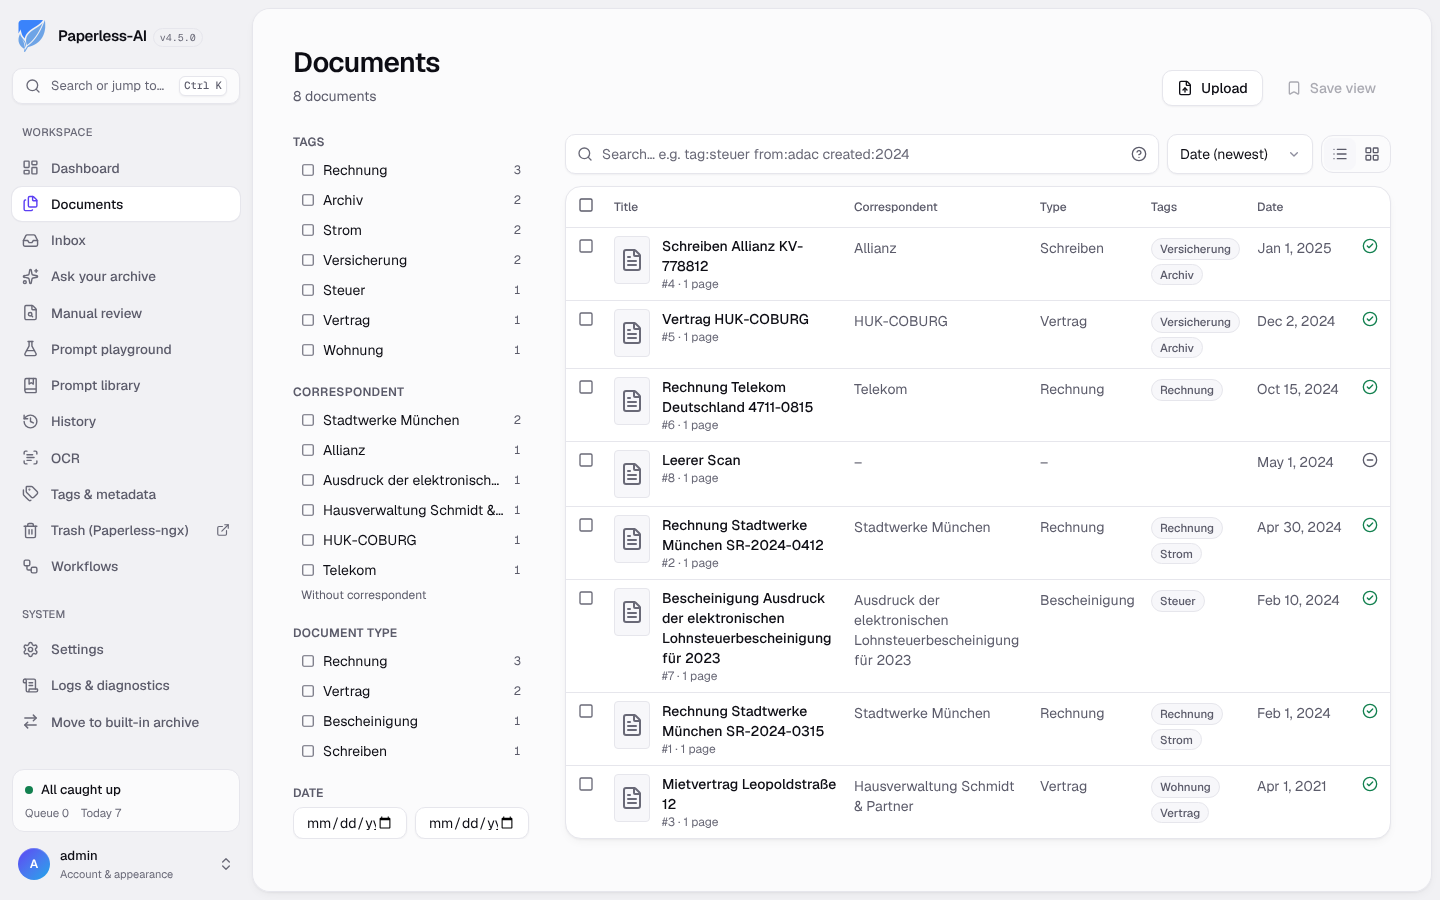 Paperless-AI v4.5.0
Search or jump to... Ctrl K
WORKSPACE
Dashboard
Documents
Inbox
Ask your archive
Manual review
Prompt playground
Prompt library
History
OCR
Tags & metadata
Trash (Paperless-ngx)
Workflows
SYSTEM
Settings
Logs & diagnostics
Move to built-in archive
All caught up
Queue 0 Today 7
A
admin
Account & appearance
Documents
8 documents
Upload
Save view
TAGS
Rechnung 3
Archiv 2
Strom 2
Versicherung 2
Steuer 1
Vertrag 1
Wohnung 1
CORRESPONDENT
Stadtwerke München 2
Allianz 1
Ausdruck der elektronisch... 1
Hausverwaltung Schmidt &... 1
HUK-COBURG 1
Telekom 1
Without correspondent
DOCUMENT TYPE
Rechnung 3
Vertrag 2
Bescheinigung 1
Schreiben 1
DATE
mm/dd/yy mm/dd/yy
Search... e.g. tag:steuer from:adac created:2024
Date (newest)
Title Correspondent Type Tags Date
Schreiben Allianz KV-
778812
#4 · 1 page
Allianz
Schreiben
Versicherung
Archiv
Jan 1, 2025
Vertrag HUK-COBURG
#5 · 1 page
HUK-COBURG
Vertrag
Versicherung
Archiv
Dec 2, 2024
Rechnung Telekom
Deutschland 4711-0815
#6 · 1 page
Telekom
Rechnung
Rechnung
Oct 15, 2024
Leerer Scan
#8 · 1 page
–
–
May 1, 2024
Rechnung Stadtwerke
München SR-2024-0412
#2 · 1 page
Stadtwerke München
Rechnung
Rechnung
Strom
Apr 30, 2024
Bescheinigung Ausdruck
der elektronischen
Lohnsteuerbescheinigung
für 2023
#7 · 1 page
Ausdruck der
elektronischen
Lohnsteuerbescheinigung
für 2023
Bescheinigung
Steuer
Feb 10, 2024
Rechnung Stadtwerke
München SR-2024-0315
#1 · 1 page
Stadtwerke München
Rechnung
Rechnung
Strom
Feb 1, 2024
Mietvertrag Leopoldstraße
12
#3 · 1 page
Hausverwaltung Schmidt
& Partner
Vertrag
Wohnung
Vertrag
Apr 1, 2021